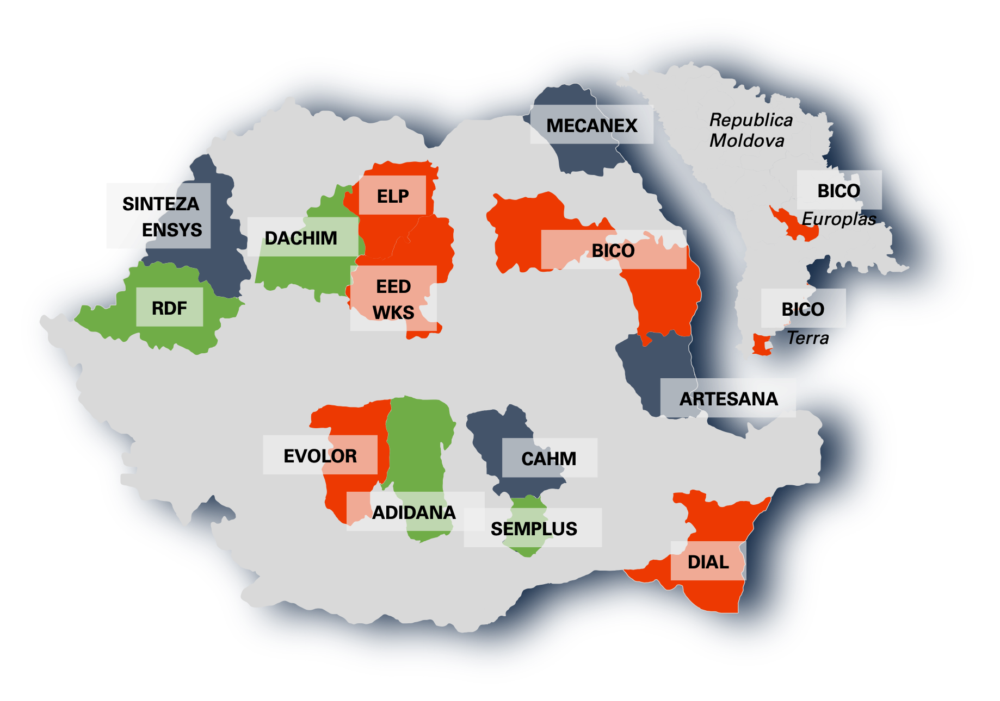 MECANEX
Republica
Moldova
BICO
Europlas
SINTEZA
ENSYS
ELP
DACHIM
BICO
EED
WKS
RDF
BICO
Terra
ARTESANA
EVOLOR
CAHM
ADIDANA
SEMPLUS
DIAL